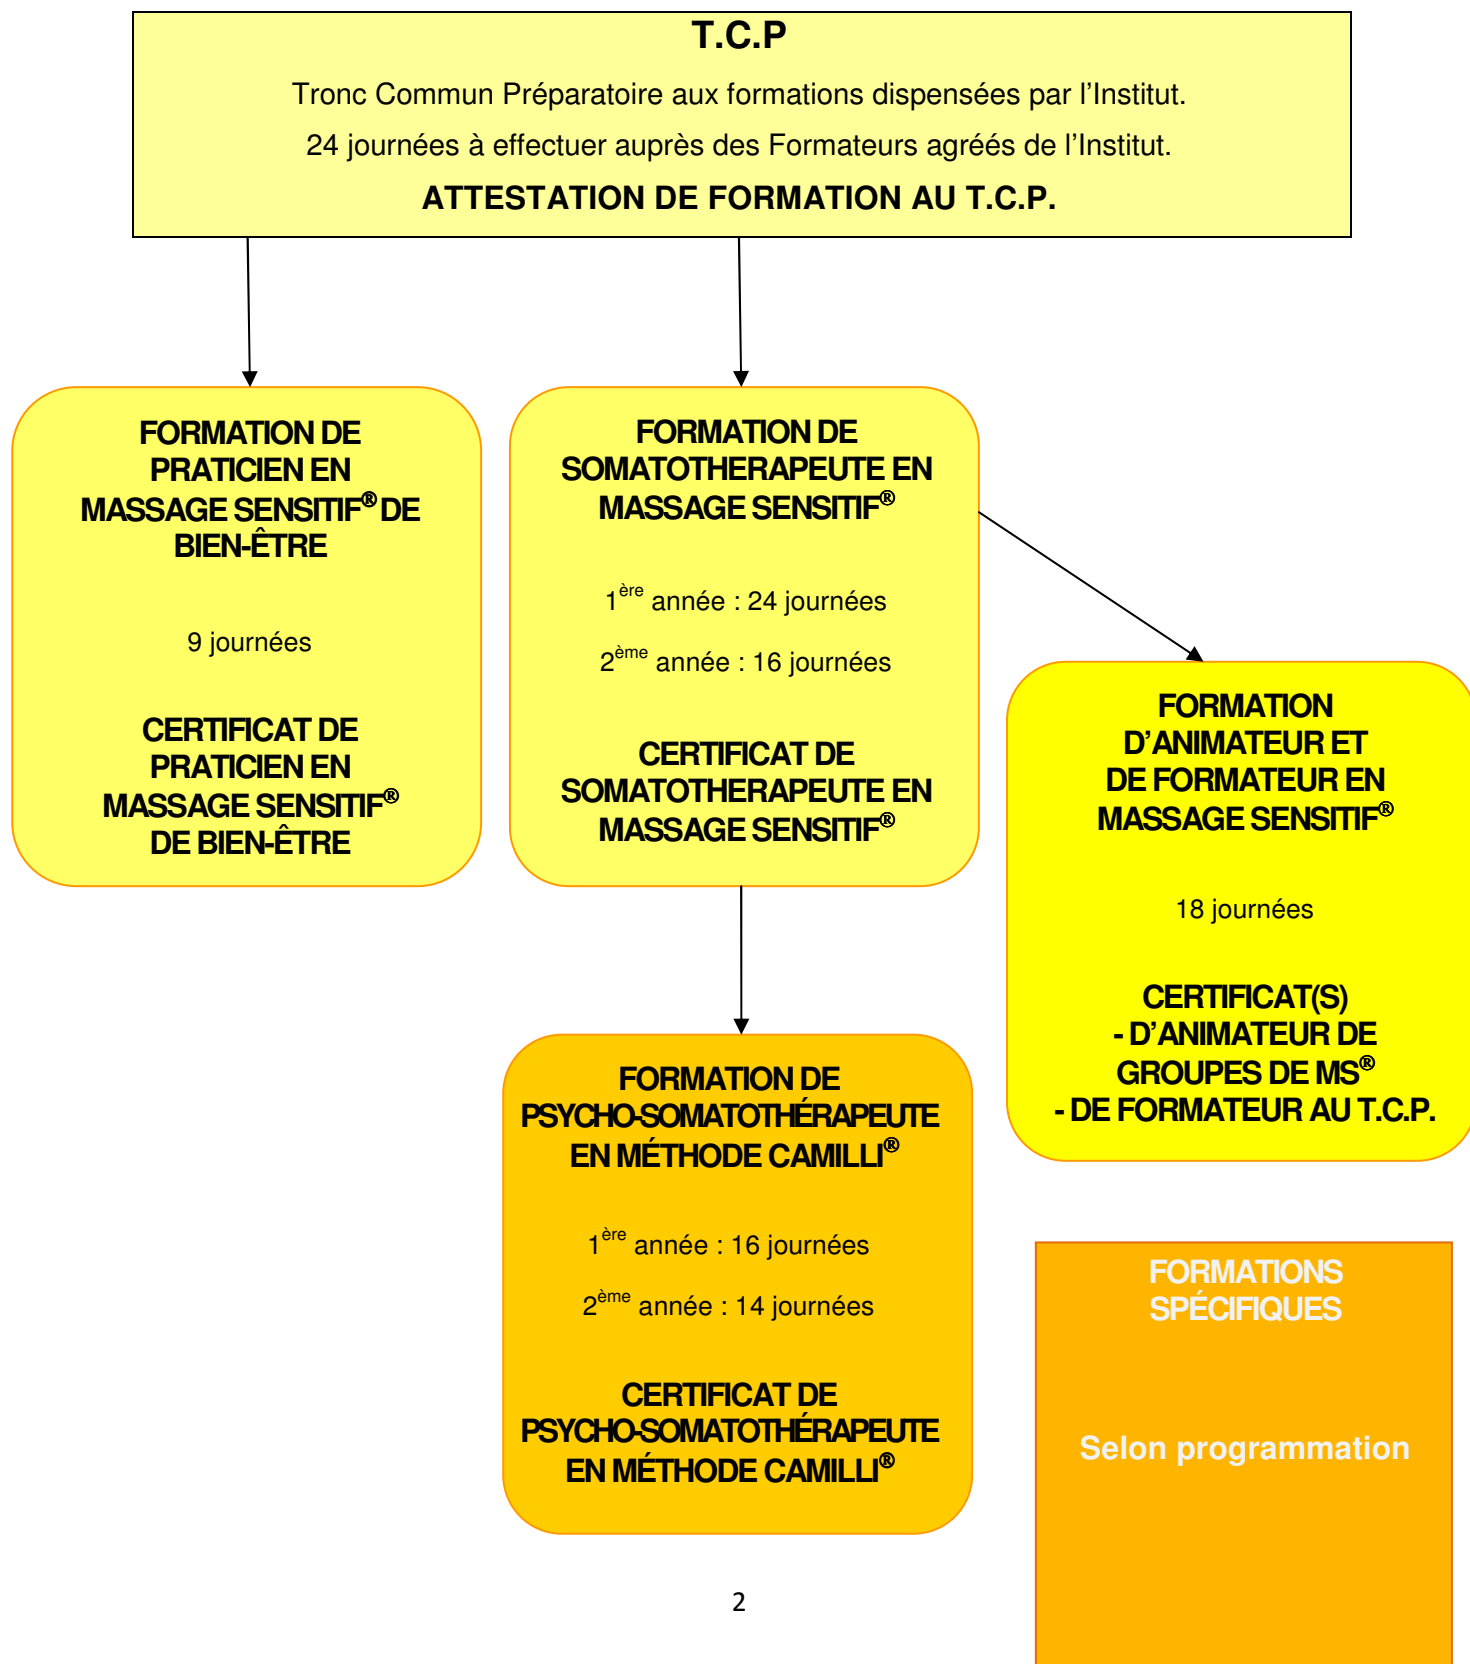 T.C.P
Tronc Commun Préparatoire aux formations dispensées par l’Institut.
24 journées à effectuer auprès des Formateurs agréés de l’Institut.
ATTESTATION DE FORMATION AU T.C.P.
FORMATION DE
PRATICIEN EN
MASSAGE SENSITIF® DE
BIEN-ÊTRE
9 journées
CERTIFICAT DE
PRATICIEN EN
MASSAGE SENSITIF®
DE BIEN-ÊTRE
FORMATION DE
SOMATOTHERAPEUTE EN
MASSAGE SENSITIF®
1ère année : 24 journées
2ème année : 16 journées
CERTIFICAT DE
SOMATOTHERAPEUTE EN
MASSAGE SENSITIF®
FORMATION
D’ANIMATEUR ET
DE FORMATEUR EN
MASSAGE SENSITIF®
18 journées
CERTIFICAT(S)
- D’ANIMATEUR DE
GROUPES DE MS®
- DE FORMATEUR AU T.C.P.
FORMATION DE
PSYCHO-SOMATOTHÉRAPEUTE
EN MÉTHODE CAMILLI®
1ère année : 16 journées
2ème année : 14 journées
CERTIFICAT DE
PSYCHO-SOMATOTHÉRAPEUTE
EN MÉTHODE CAMILLI®
FORMATIONS
SPÉCIFIQUES
Selon programmation
2